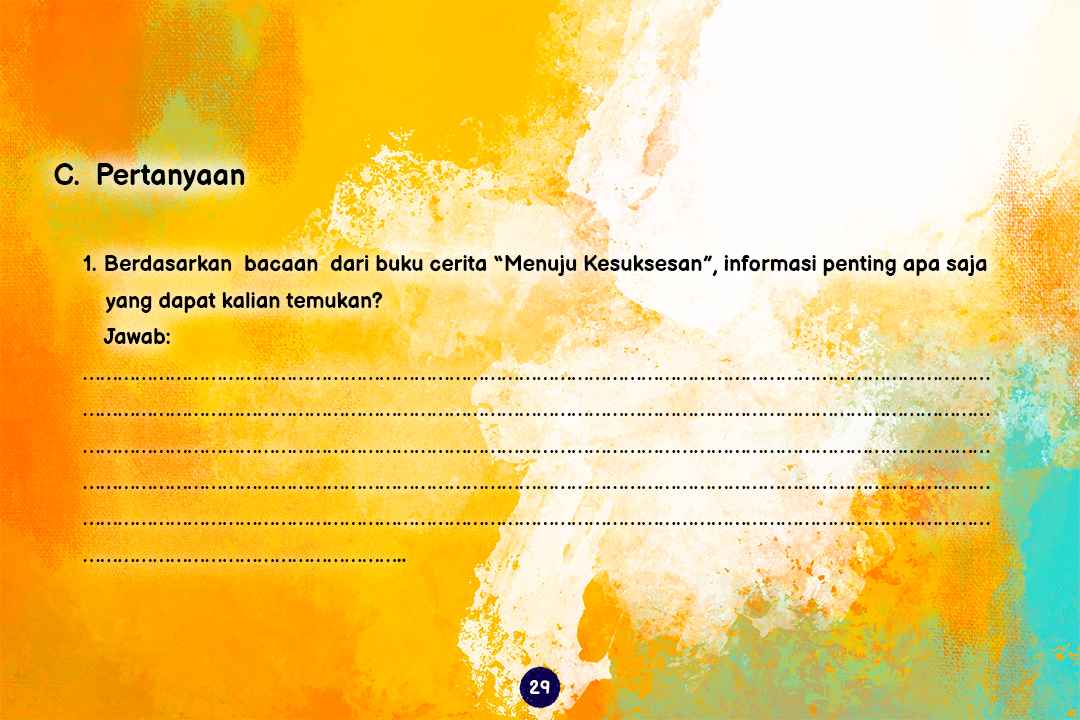 C. Pertanyaan
1. Berdasarkan bacaan dari buku cerita “Menuju Kesuksesan”, informasi penting apa saja
yang dapat kalian temukan?
Jawab:
……………………………………………………………………………………………………………………………………
……………………………………………………………………………………………………………………………………
……………………………………………………………………………………………………………………………………
……………………………………………………………………………………………………………………………………
……………………………………………………………………………………………………………………………………
………………………………………………..
29